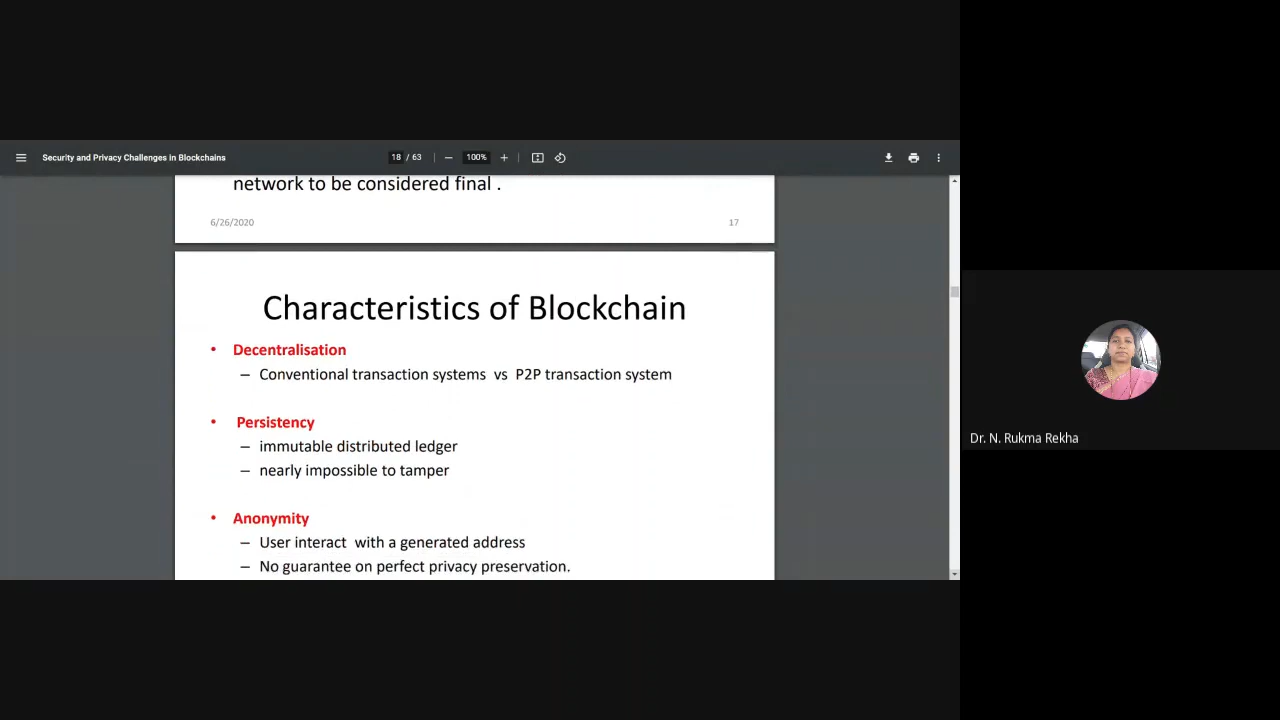 Security and Privacy Challenges in Blockchains
18 / 63
100%
network to be considered final .
6/26/2020
17
Characteristics of Blockchain
• Decentralisation
– Conventional transaction systems vs P2P transaction system
• Persistency
– immutable distributed ledger
– nearly impossible to tamper
• Anonymity
– User interact with a generated address
– No guarantee on perfect privacy preservation.
Dr. N. Rukma Rekha